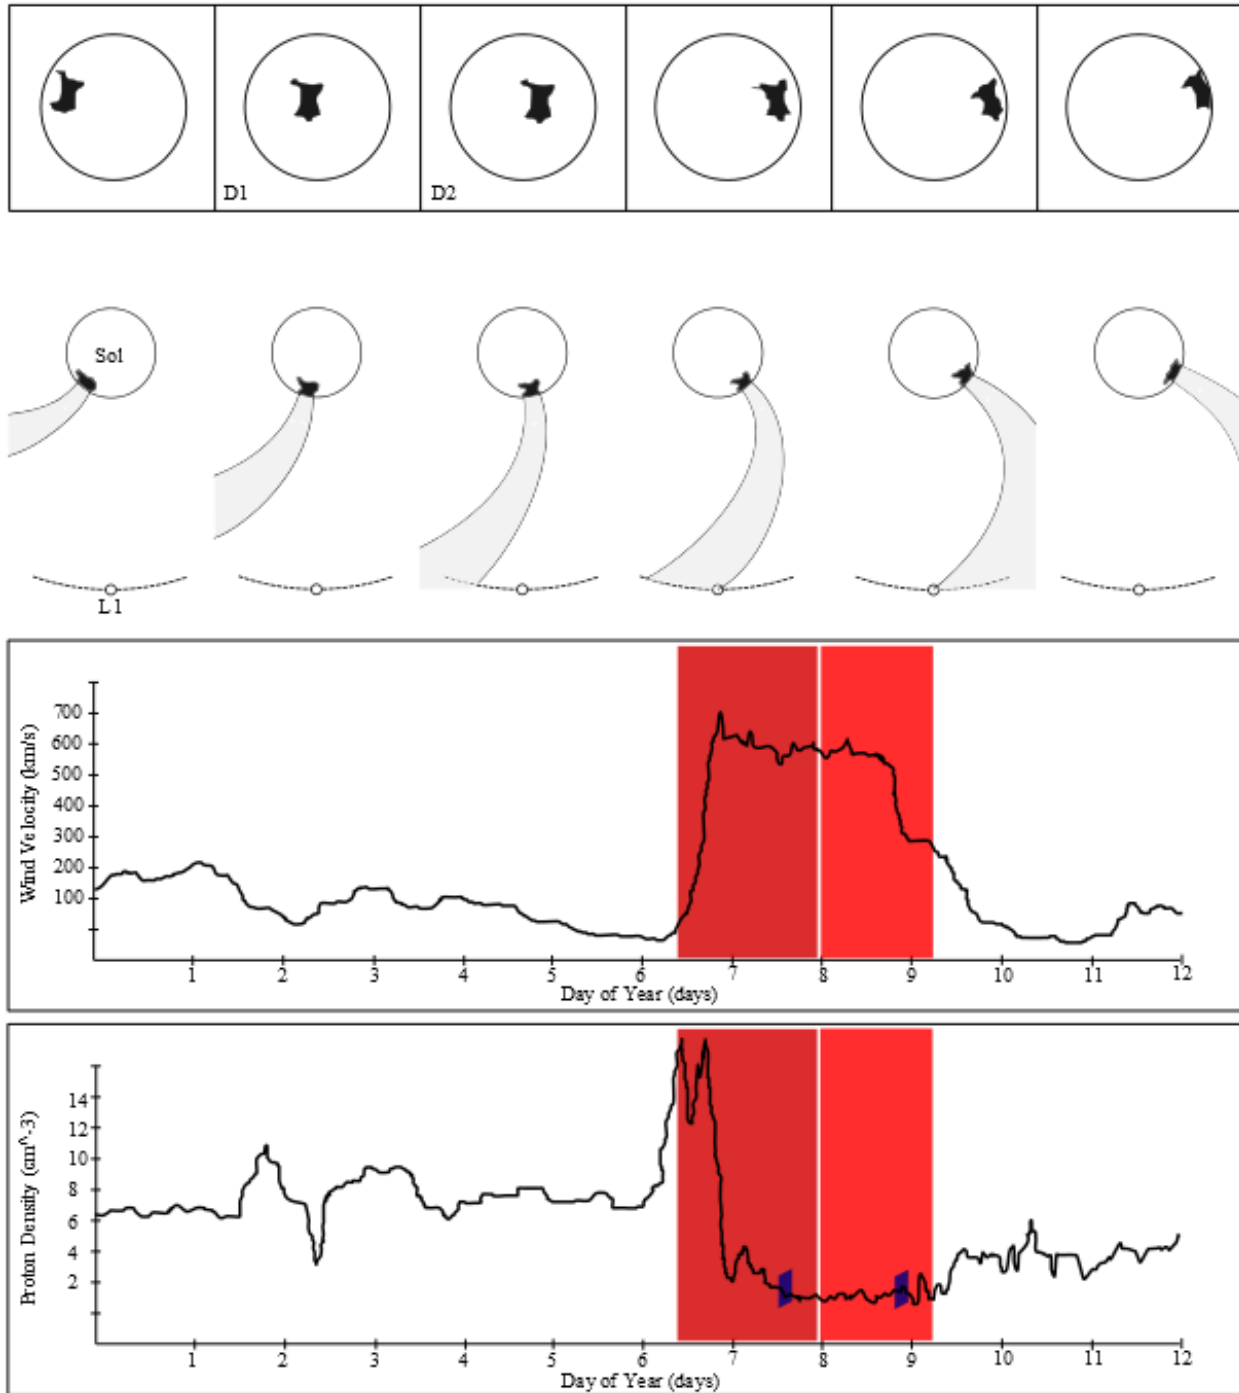 D1
D2
Sol
L1
Wind Velocity (km/s)
700
600
500
400
300
200
100
1 2 3 4 5 6 7 8 9 10 11 12
Day of Year (days)
Proton Density (cm^-3)
14
12
10
8
6
4
2
1 2 3 4 5 6 7 8 9 10 11 12
Day of Year (days)